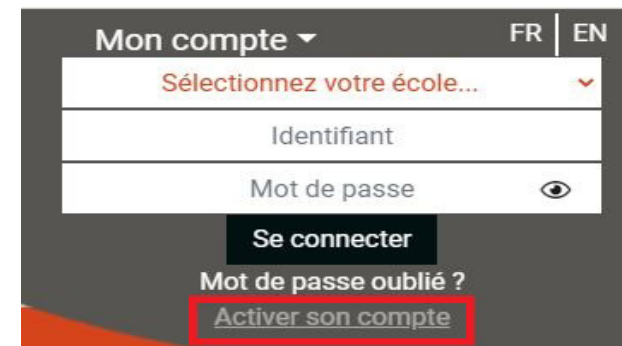 Mon compte FR | EN
Sélectionnez votre école...
Identifiant
Mot de passe
Se connecter
Mot de passe oublié ?
Activer son compte